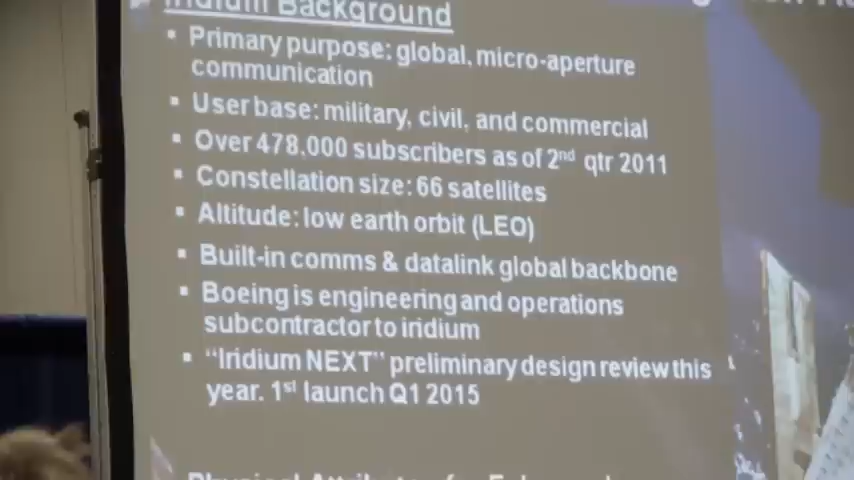 Iridium Background
▪ Primary purpose: global, micro-aperture
communication
▪ User base: military, civil, and commercial
▪ Over 478,000 subscribers as of 2nd qtr 2011
▪ Constellation size: 66 satellites
▪ Altitude: low earth orbit (LEO)
▪ Built-in comms & datalink global backbone
▪ Boeing is engineering and operations
subcontractor to iridium
▪ "Iridium NEXT" preliminary design review this
year. 1st launch Q1 2015